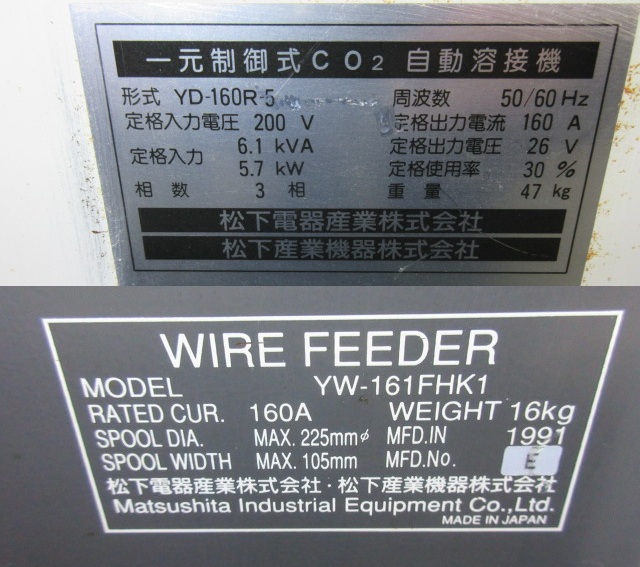 一元制御式CO2 自動溶接機
形式 YD-160R-5 周波数 50/60 Hz
定格入力電圧 200 V 定格出力電流 160 A
定格入力 6.1 kVA 定格出力電圧 26 V
5.7 kW 定格使用率 30 %
相数 3 相 重量 47 kg
松下電器産業株式会社
松下産業機器株式会社
WIRE FEEDER
MODEL YW-161FHK1
RATED CUR. 160A WEIGHT 16kg
SPOOL DIA. MAX. 225mmφ MFD.IN 1991
SPOOL WIDTH MAX. 105mm MFD.No. E
松下電器産業株式会社・松下産業機器株式会社
Matsushita Industrial Equipment Co.,Ltd.
MADE IN JAPAN